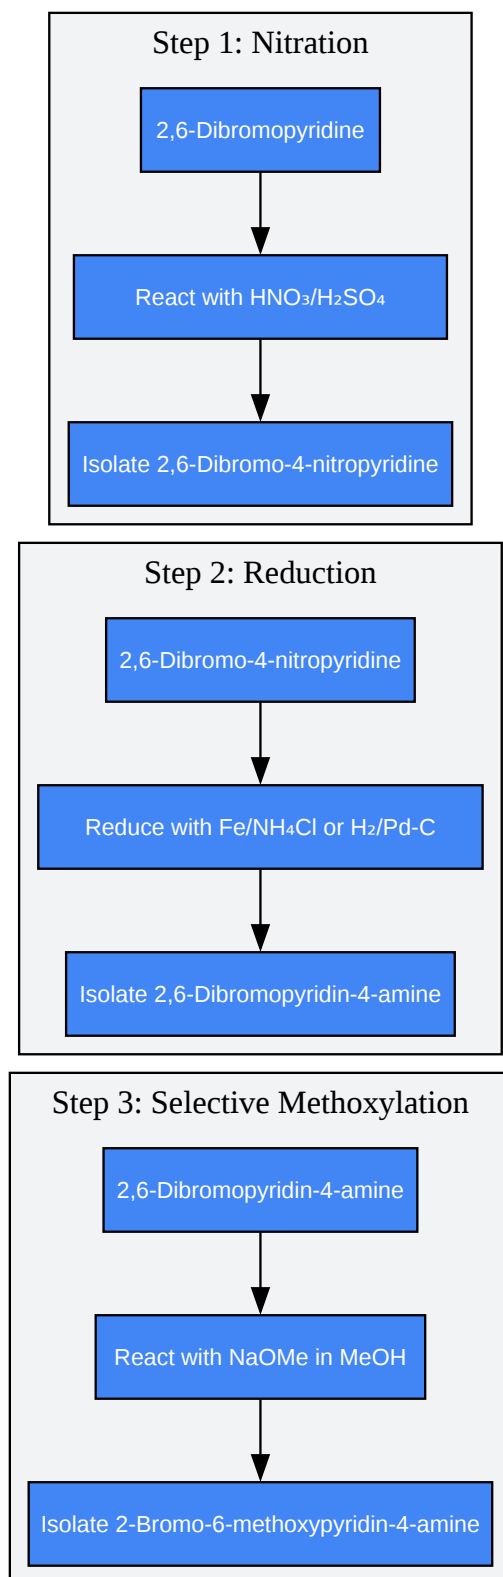 Step 1: Nitration
2,6-Dibromopyridine
React with HNO₃/H₂SO₄
Isolate 2,6-Dibromo-4-nitropyridine
Step 2: Reduction
2,6-Dibromo-4-nitropyridine
Reduce with Fe/NH₄Cl or H₂/Pd-C
Isolate 2,6-Dibromopyridin-4-amine
Step 3: Selective Methoxylation
2,6-Dibromopyridin-4-amine
React with NaOMe in MeOH
Isolate 2-Bromo-6-methoxypyridin-4-amine